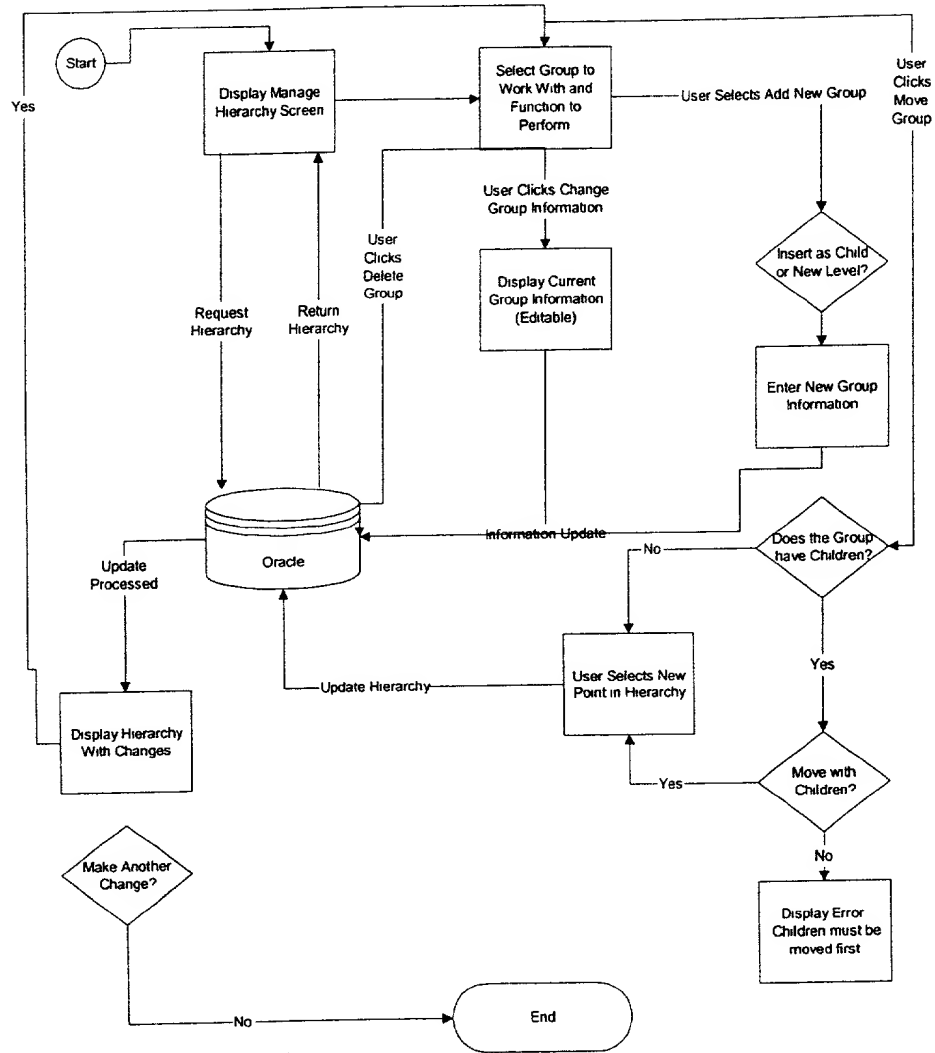 Start
Display Manage
Hierarchy Screen
Select Group to
Work With and
Function to
Perform
User Selects Add New Group
User
Clicks
Move
Group
Yes
User Clicks Change
Group Information
User
Clicks
Delete
Group
Insert as Child
or New Level?
Display Current
Group Information
(Editable)
Request
Hierarchy
Return
Hierarchy
Enter New Group
Information
Oracle
Information Update
Does the Group
have Children?
No
Update
Processed
Yes
Update Hierarchy
User Selects New
Point in Hierarchy
Display Hierarchy
With Changes
Yes
Move with
Children?
No
Make Another
Change?
Display Error
Children must be
moved first
No
End